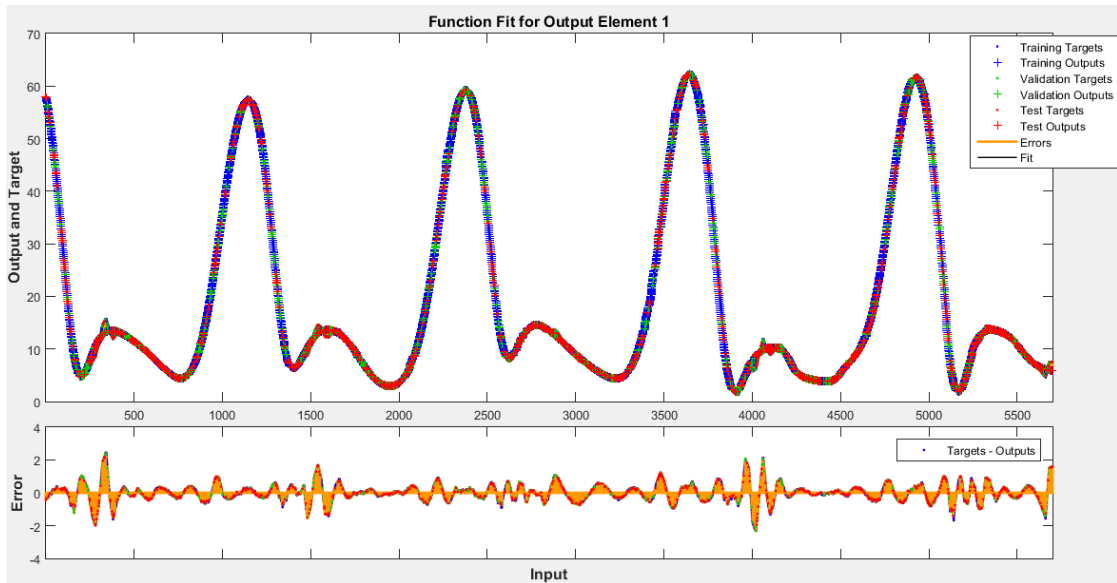 Function Fit for Output Element 1
70
60
50
40
30
20
10
0
Output and Target
500
1000
1500
2000
2500
3000
3500
4000
4500
5000
5500
Training Targets
Training Outputs
Validation Targets
Validation Outputs
Test Targets
Test Outputs
Errors
Fit
4
2
0
-2
-4
Error
Targets - Outputs
Input